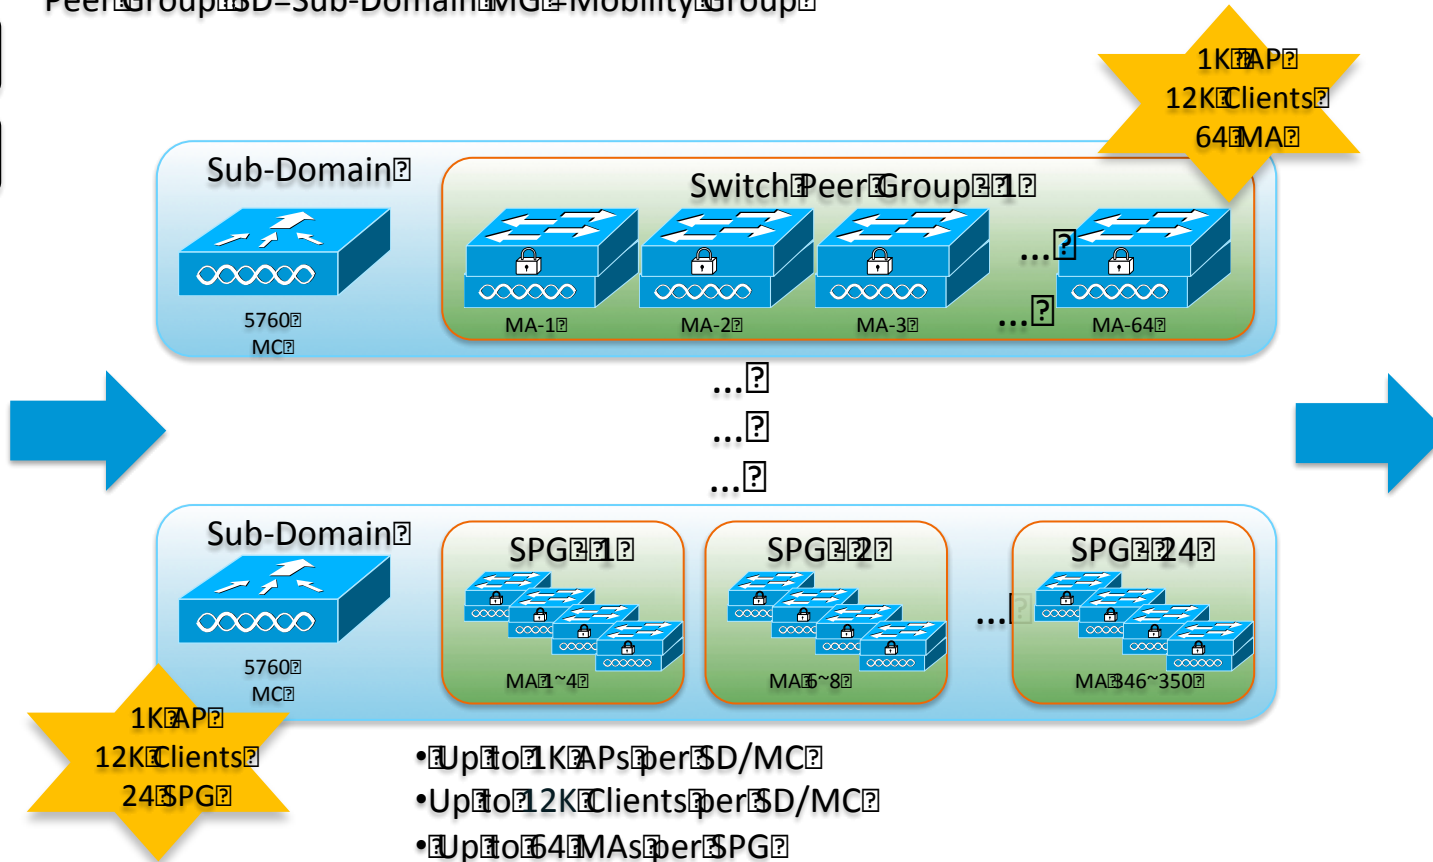 Peer Group SD=Sub-Domain MG =Mobility Group
1K AP
12K Clients
64 MA
Sub-Domain
Switch Peer Group - 1
...
...
5760
MC
MA-1
MA-2
MA-3
MA-64
...
...
...
Sub-Domain
SPG - 1
SPG - 2
SPG - 24
...
5760
MC
MA 1~4
MA 6~8
MA 346~350
1K AP
12K Clients
24 SPG
• Up to 1K APs per SD/MC
•Up to 12K Clients per SD/MC
• Up to 64 MAs per SPG